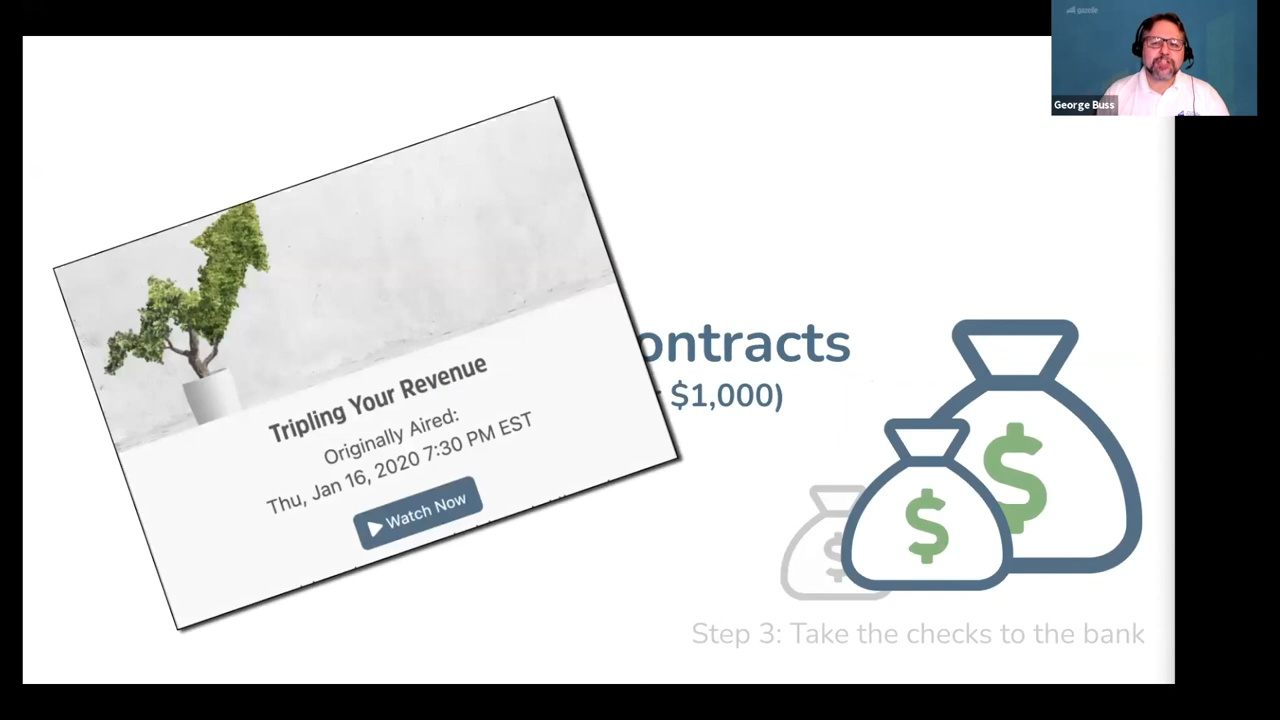 George Buss
Tripling Your Revenue
Originally Aired:
Thu, Jan 16, 2020 7:30 PM EST
Watch Now
ontracts
$1,000)
Step 3: Take the checks to the bank